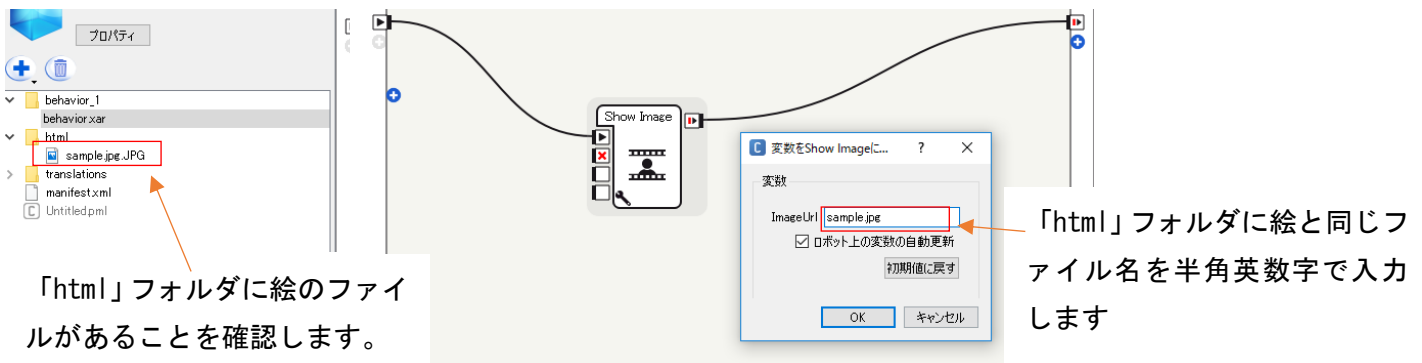 プロパティ
behavior_1
behavior.xar
html
sample.jpg.JPG
translations
manifest.xml
Untitled.pml
「html」フォルダに絵のファイ
ルがあることを確認します。
Show Image
変数をShow Imageに... ? ×
変数
ImageUrl sample.jpg
ロボット上の変数の自動更新
初期値に戻す
OK キャンセル
「html」フォルダに絵と同じフ
ァイル名を半角英数字で入力
します